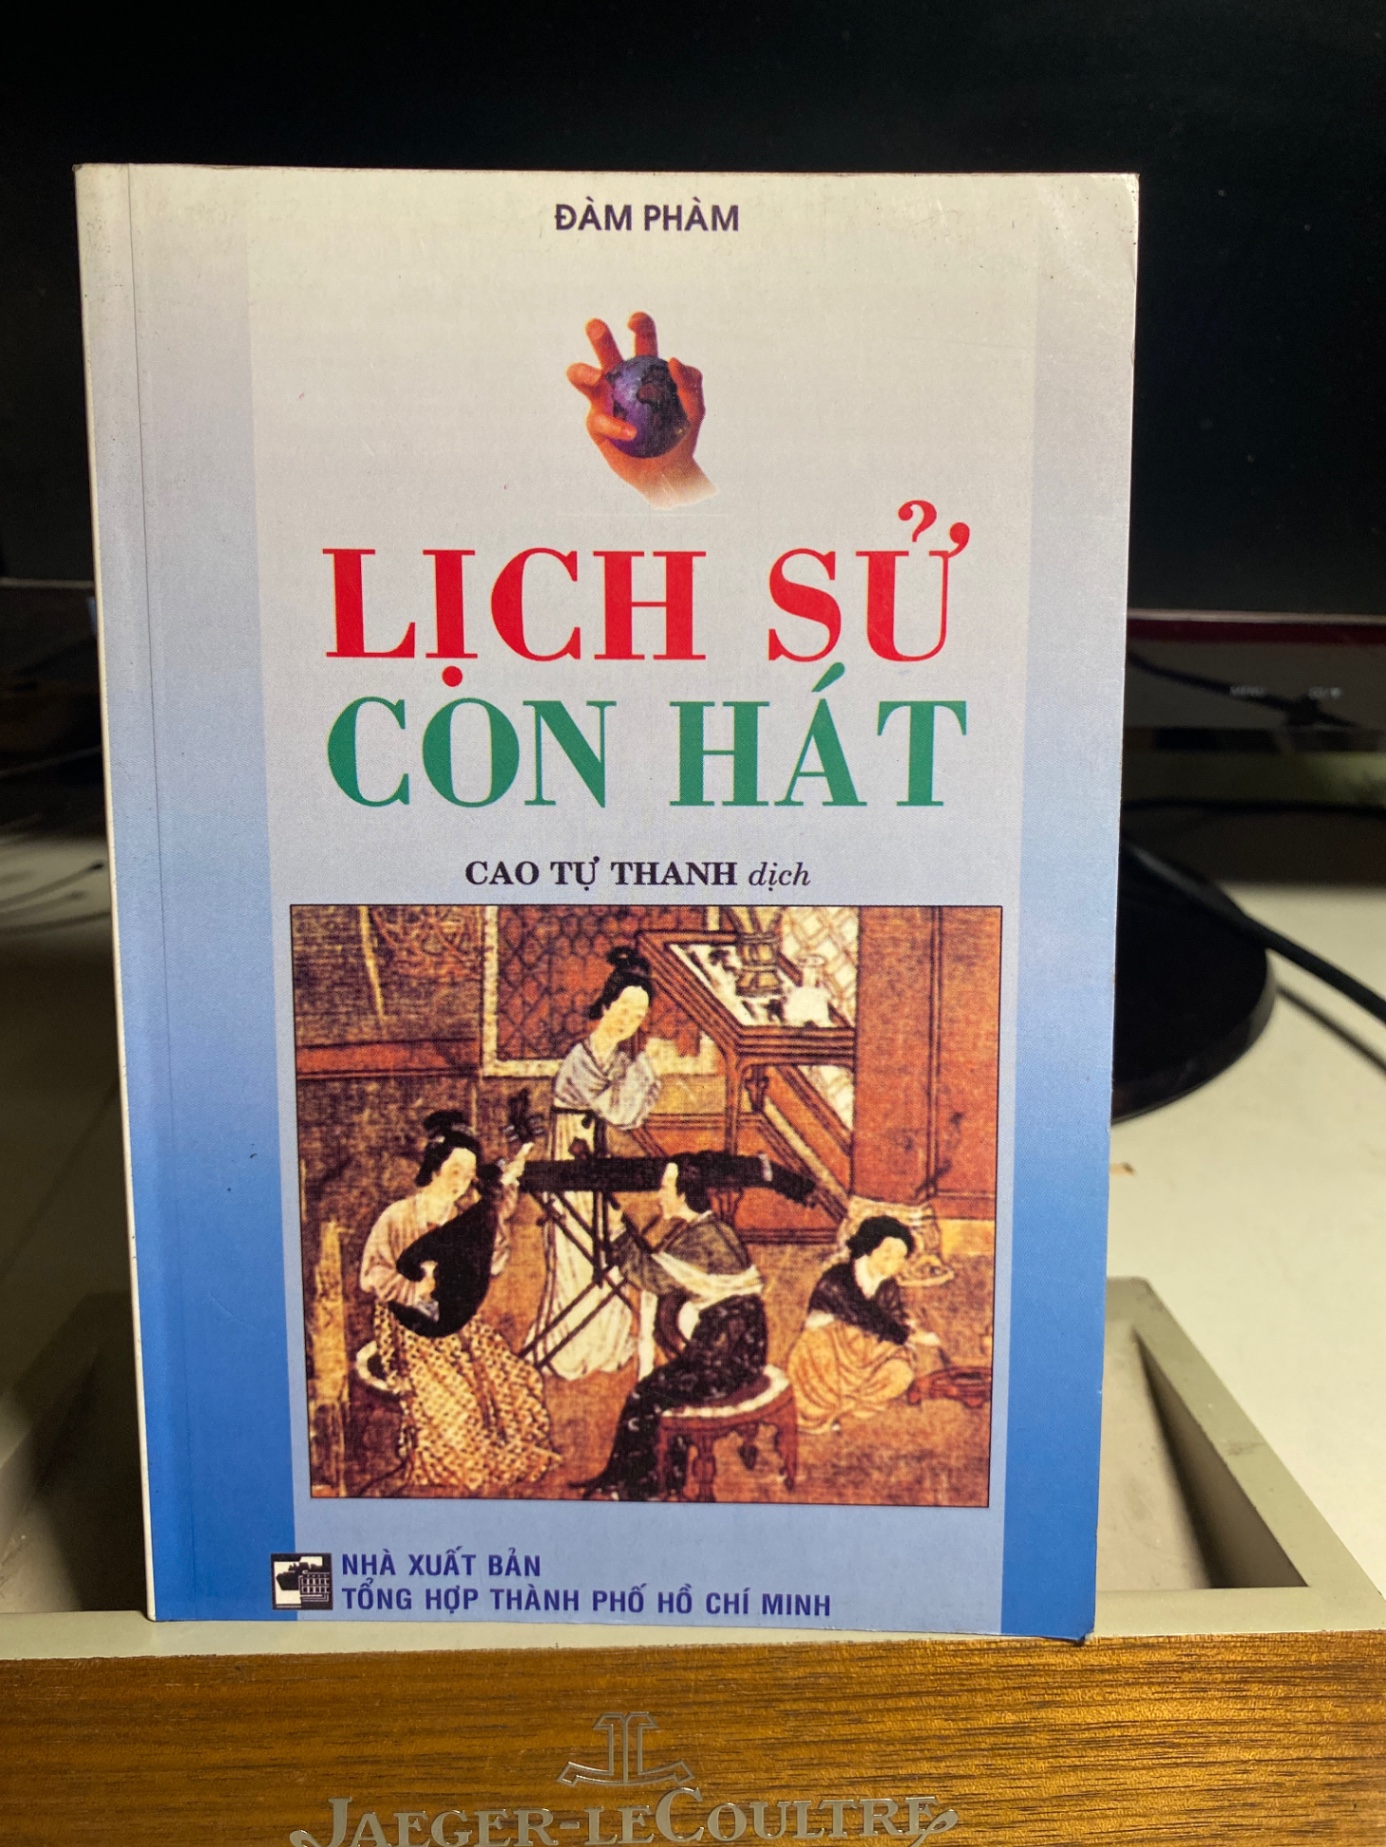 ĐÀM PHÀM
LỊCH SỬ
CON HÁT
CAO TỰ THANH dịch
NHÀ XUẤT BẢN
TỔNG HỢP THÀNH PHỐ HỒ CHÍ MINH
JAEGER-LECOULTRE